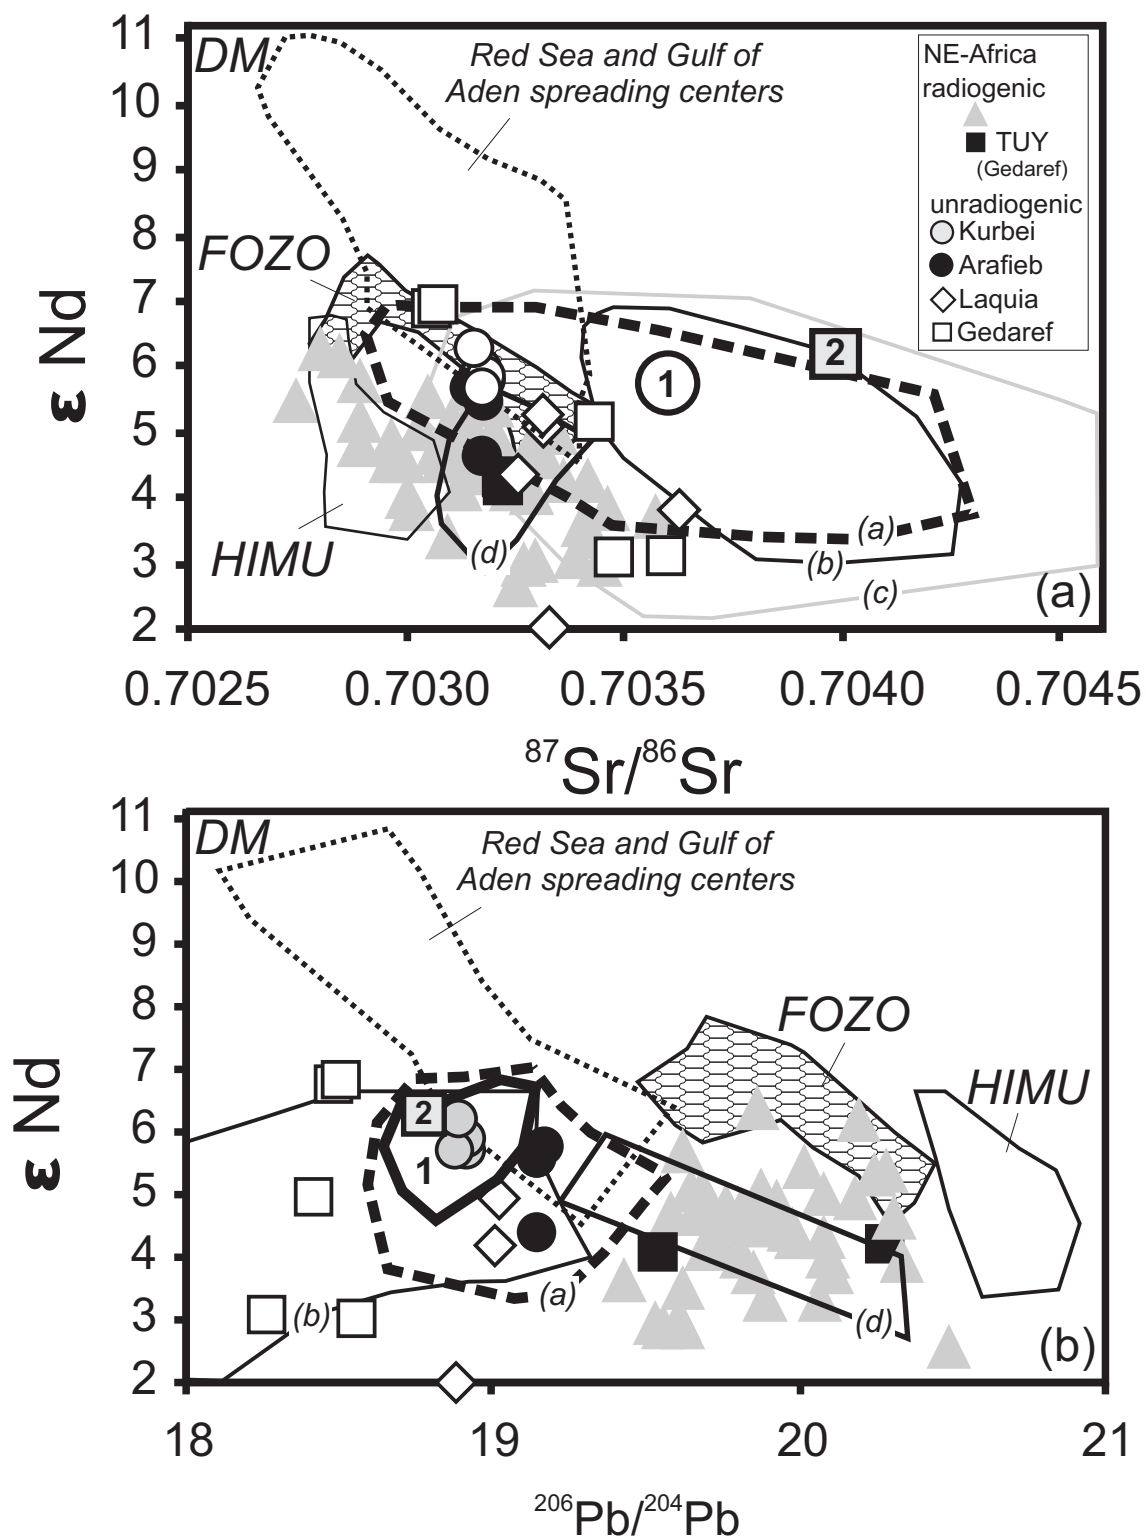 11
10
9
8
7
6
5
4
3
2
ε Nd
DM
Red Sea and Gulf of
Aden spreading centers
FOZO
HIMU
1
2
(a)
(b)
(c)
(d)
(a)
NE-Africa
radiogenic
TUY
(Gedaref)
unradiogenic
Kurbei
Arafieb
Laquia
Gedaref
0.7025 0.7030 0.7035 0.7040 0.7045
87Sr/86Sr
11
10
9
8
7
6
5
4
3
2
ε Nd
DM
Red Sea and Gulf of
Aden spreading centers
FOZO
HIMU
2
1
(a)
(b)
(d)
(b)
18 19 20 21
206Pb/204Pb